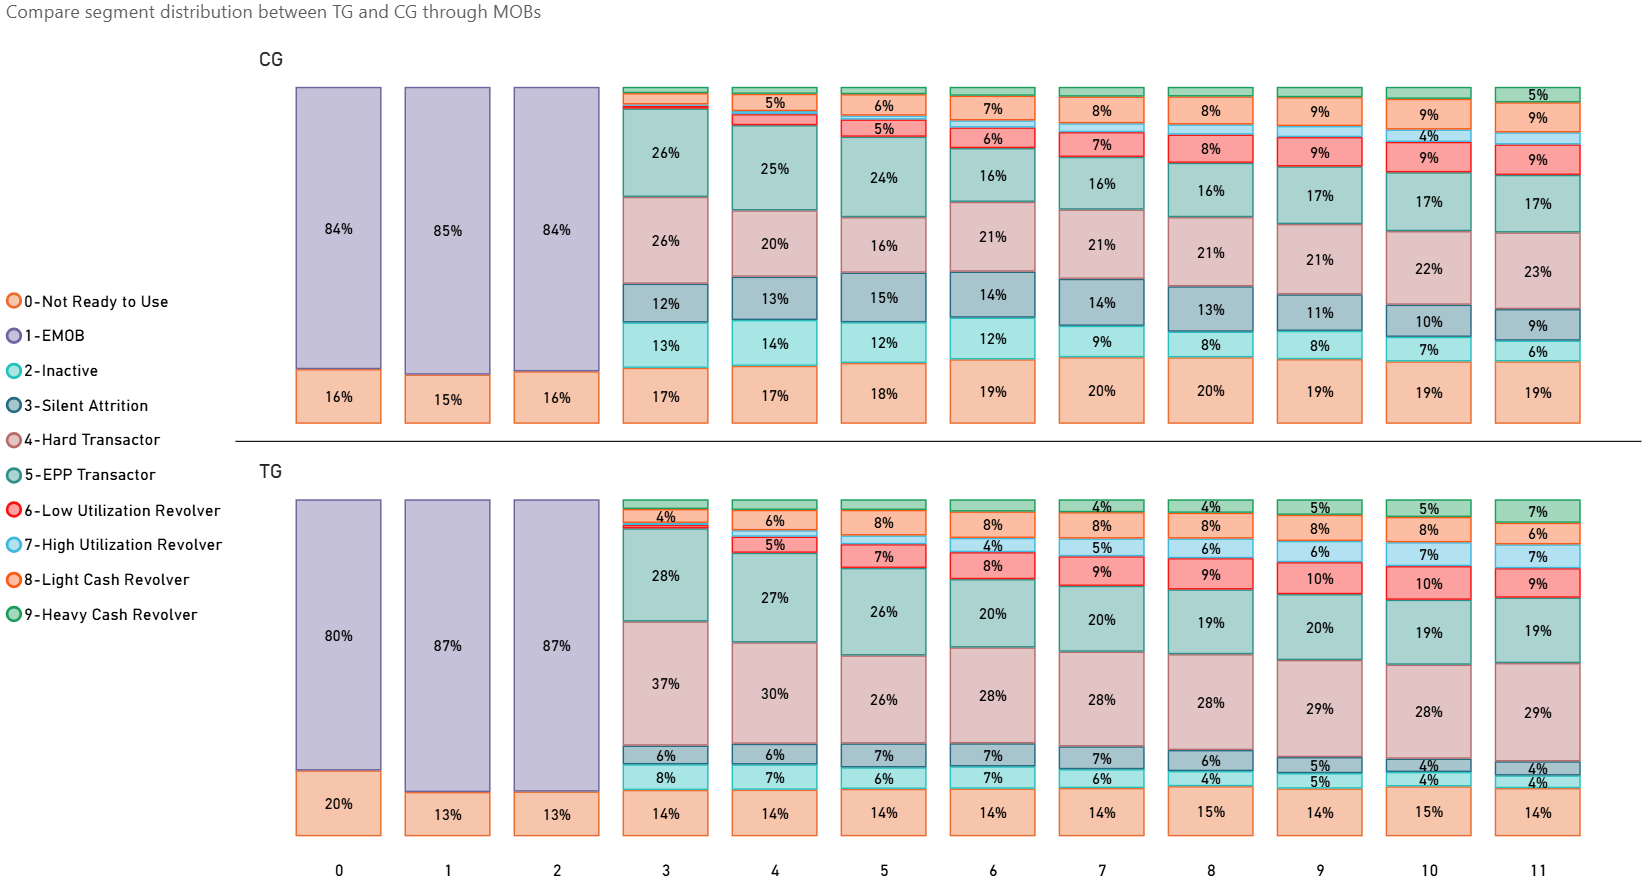 Compare segment distribution between TG and CG through MOBs
CG
5%
5% 6% 7% 8% 8% 9% 9% 9%
4%
5% 6% 7% 8% 9% 9% 9%
26% 25% 24% 16% 16% 16% 17% 17% 17%
84% 85% 84%
26% 20% 16% 21% 21% 21% 21% 22% 23%
12% 13% 15% 14% 14% 13% 11% 10% 9%
13% 14% 12% 12% 9% 8% 8% 7% 6%
16% 15% 16% 17% 17% 18% 19% 20% 20% 19% 19% 19%
0-Not Ready to Use
1-EMOB
2-Inactive
3-Silent Attrition
4-Hard Transactor
5-EPP Transactor
6-Low Utilization Revolver
7-High Utilization Revolver
8-Light Cash Revolver
9-Heavy Cash Revolver
TG
4% 4% 5% 5% 7%
4% 6% 8% 8% 8% 8% 8% 8% 6%
4% 5% 6% 6% 7% 7%
5% 7% 8% 9% 9% 10% 10% 9%
28% 27% 26% 20% 20% 19% 20% 19% 19%
80% 87% 87%
37% 30% 26% 28% 28% 28% 29% 28% 29%
6% 6% 7% 7% 7% 6% 5% 4% 4%
8% 7% 6% 7% 6% 4% 5% 4% 4%
20% 13% 13% 14% 14% 14% 14% 14% 15% 14% 15% 14%
0 1 2 3 4 5 6 7 8 9 10 11